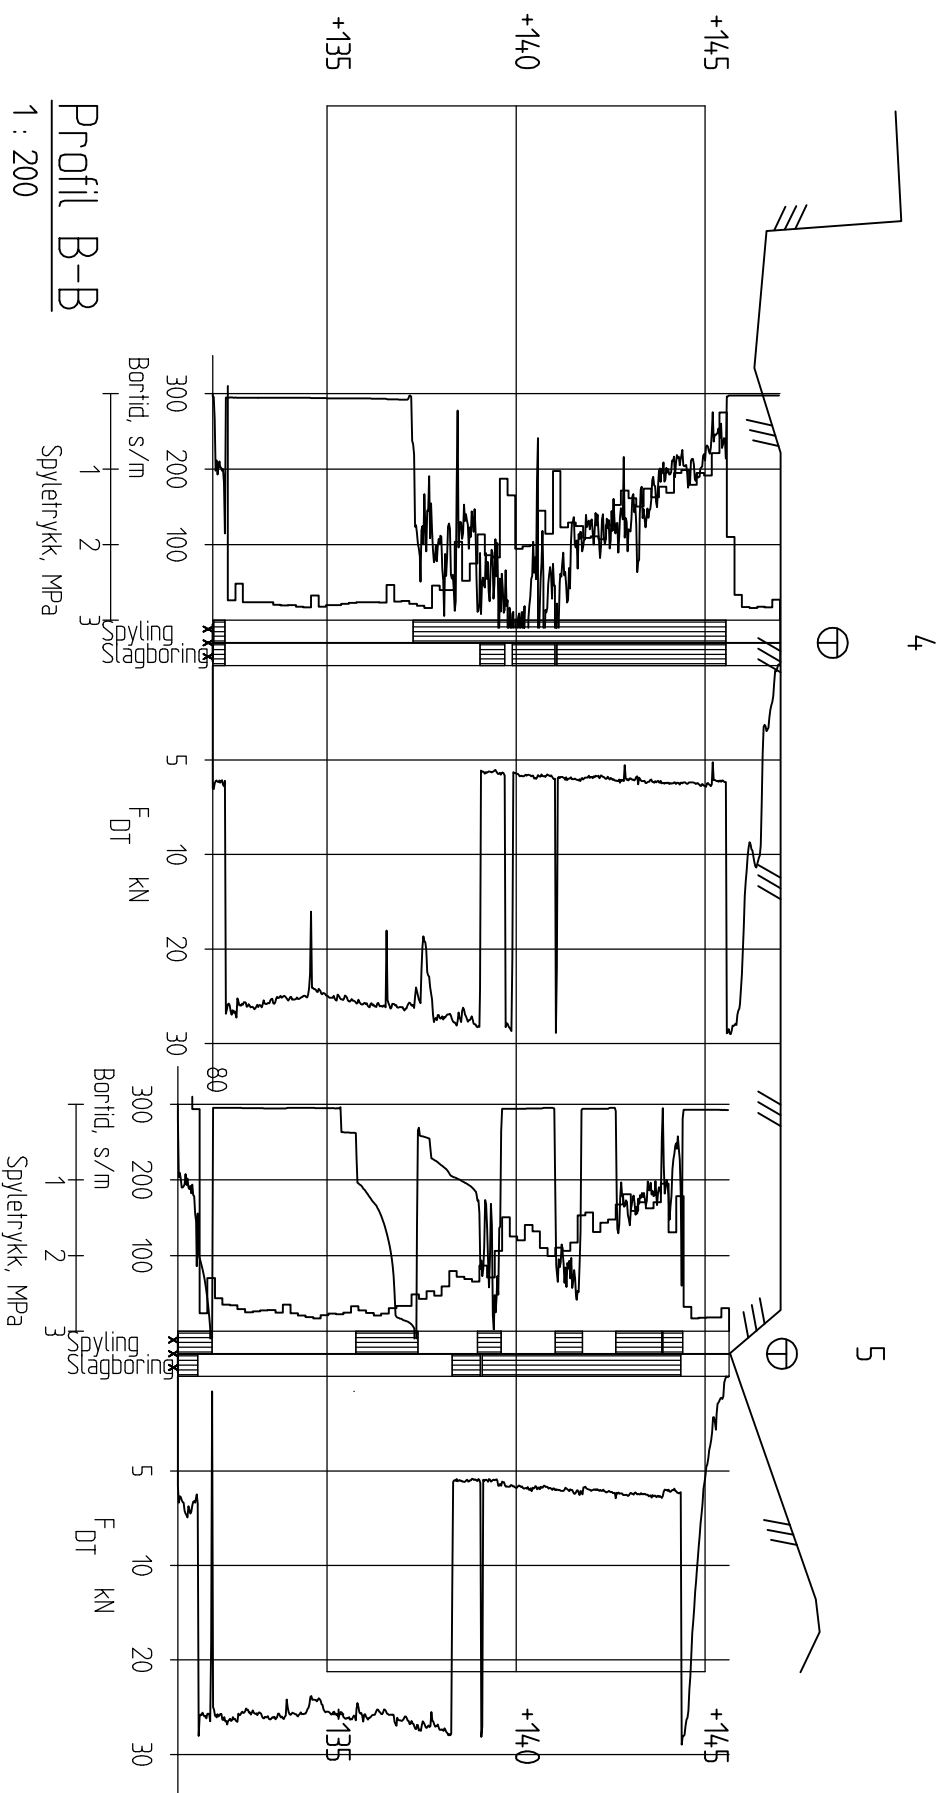 4
5
+145
+140
+135
+145
+140
+135
300
200
100
Bortid, s/m
1
2
3
Spyletrykk, MPa
Spyling
Slagboring
5
10
20
30
F DT kN
80
300
200
100
Bortid, s/m
1
2
3
Spyletrykk, MPa
Spyling
Slagboring
5
10
20
30
F DT kN
Profil B-B
1 : 200